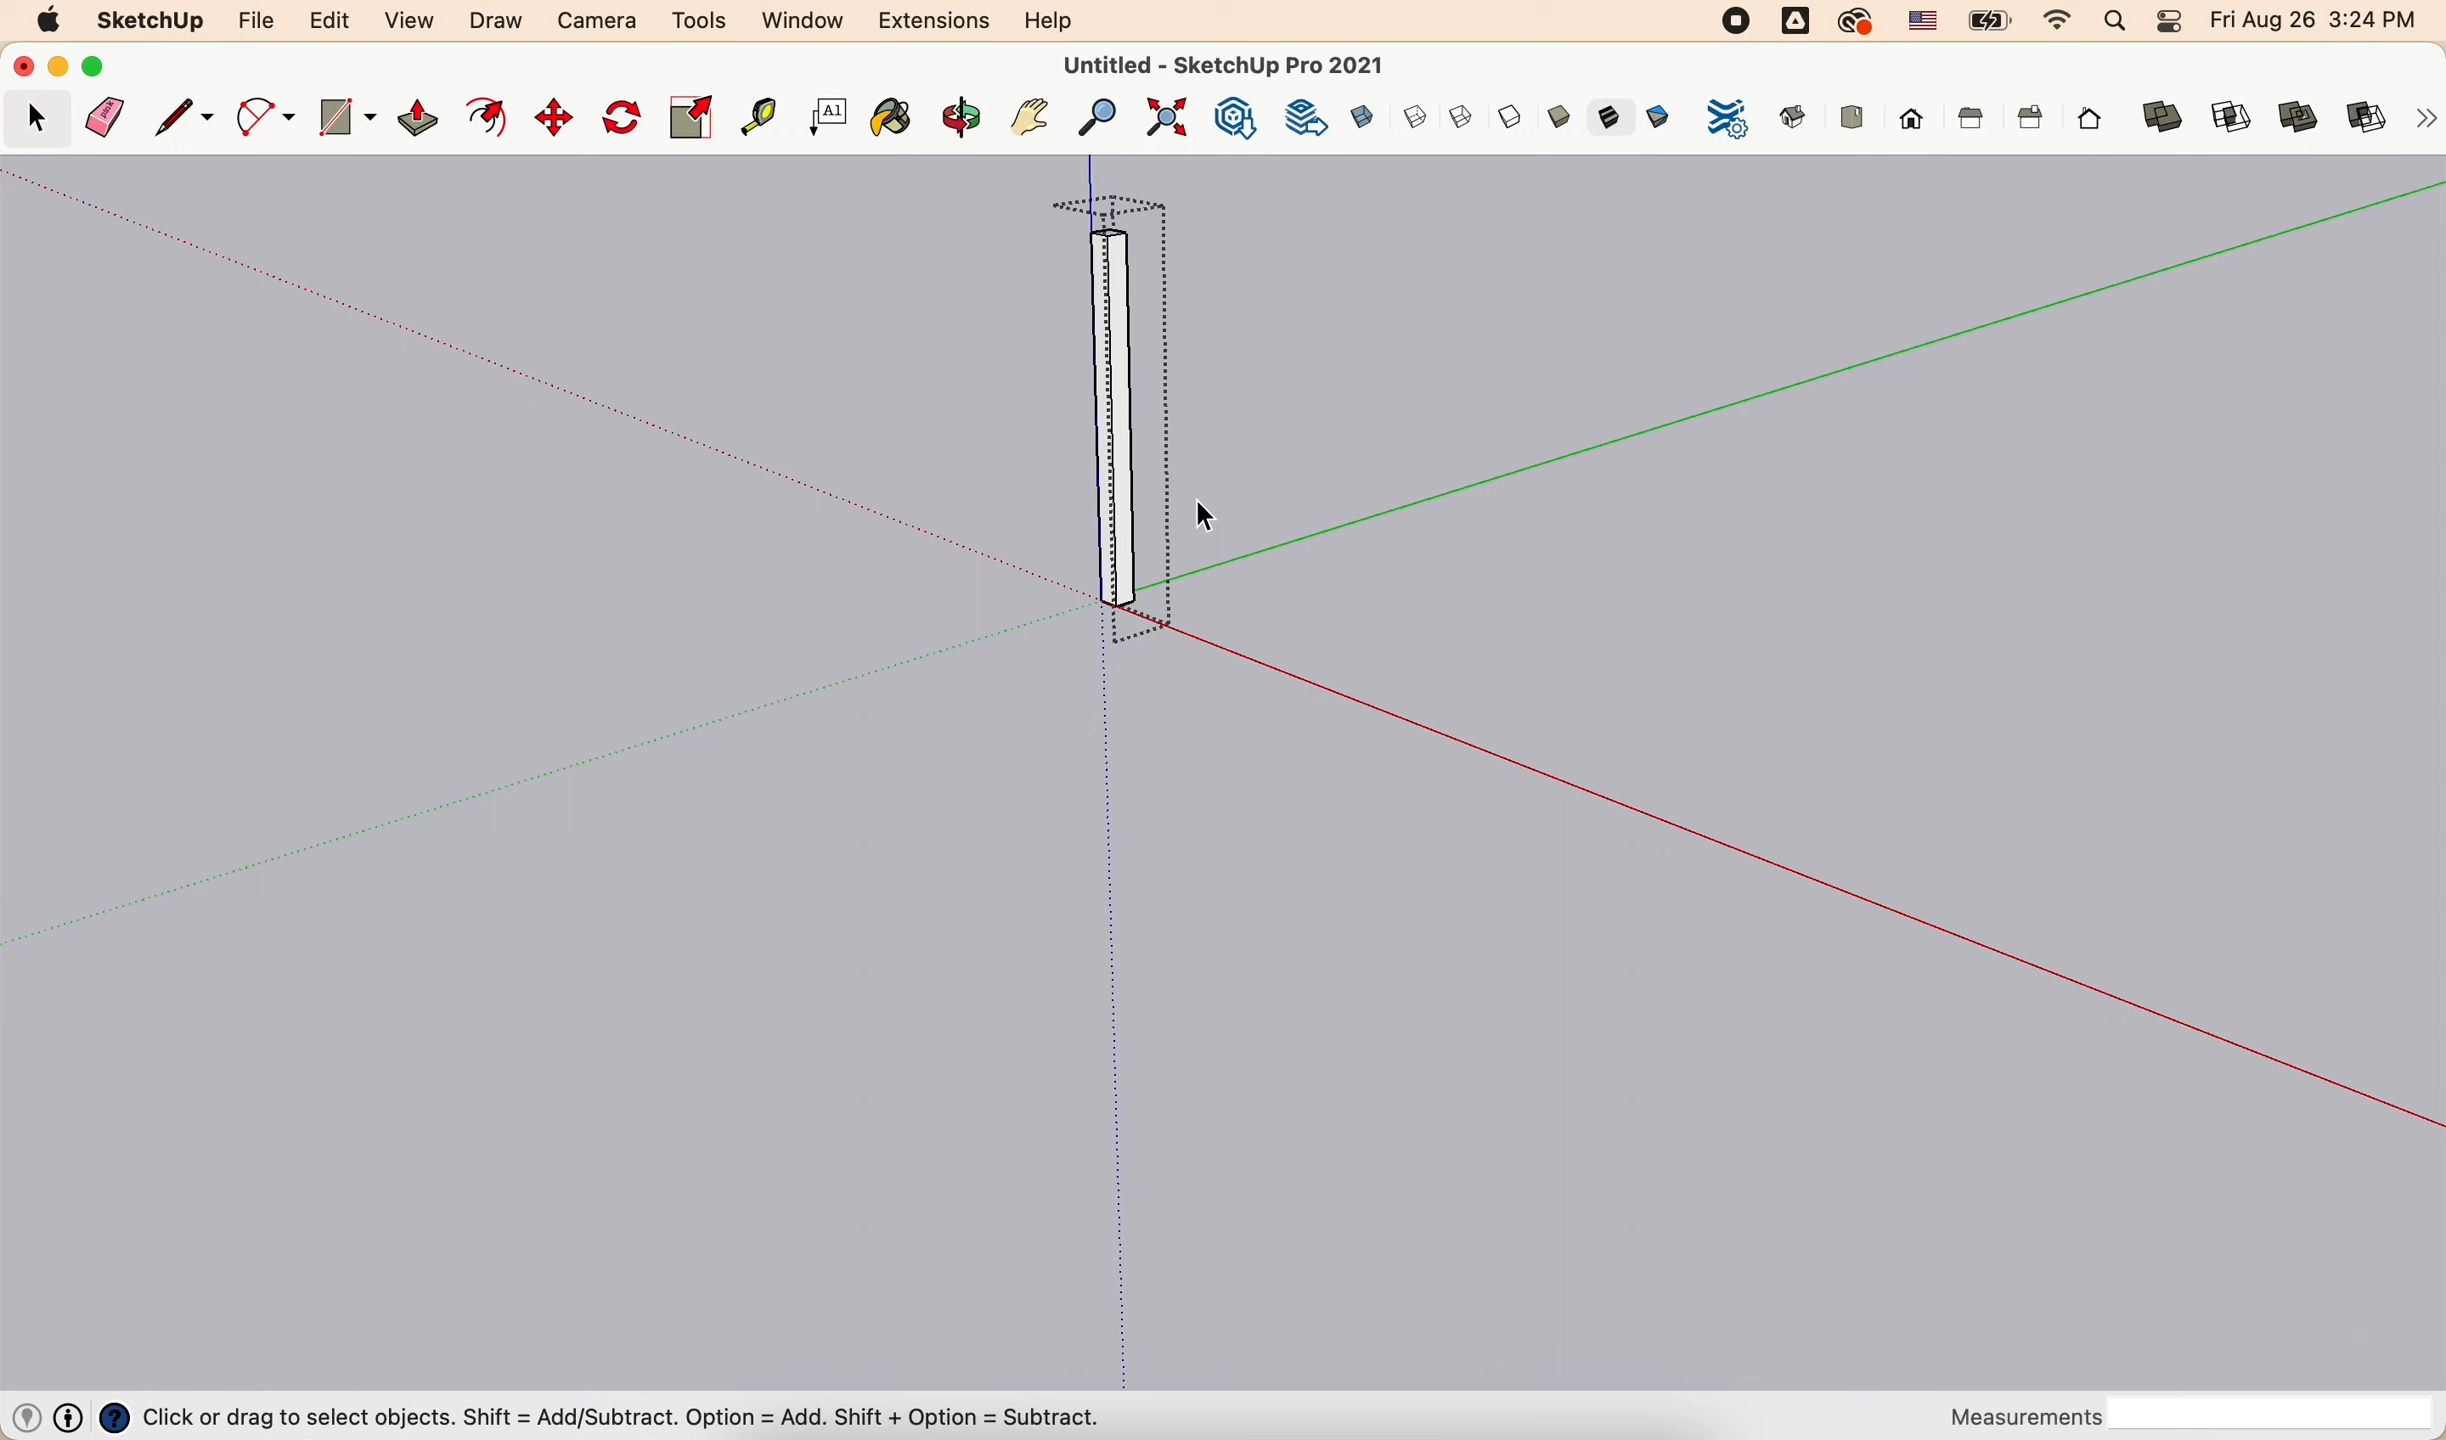 SketchUp File Edit View Draw Camera Tools Window Extensions Help Fri Aug 26 3:24 PM
Untitled - SketchUp Pro 2021
A1
Click or drag to select objects. Shift = Add/Subtract. Option = Add. Shift + Option = Subtract. Measurements